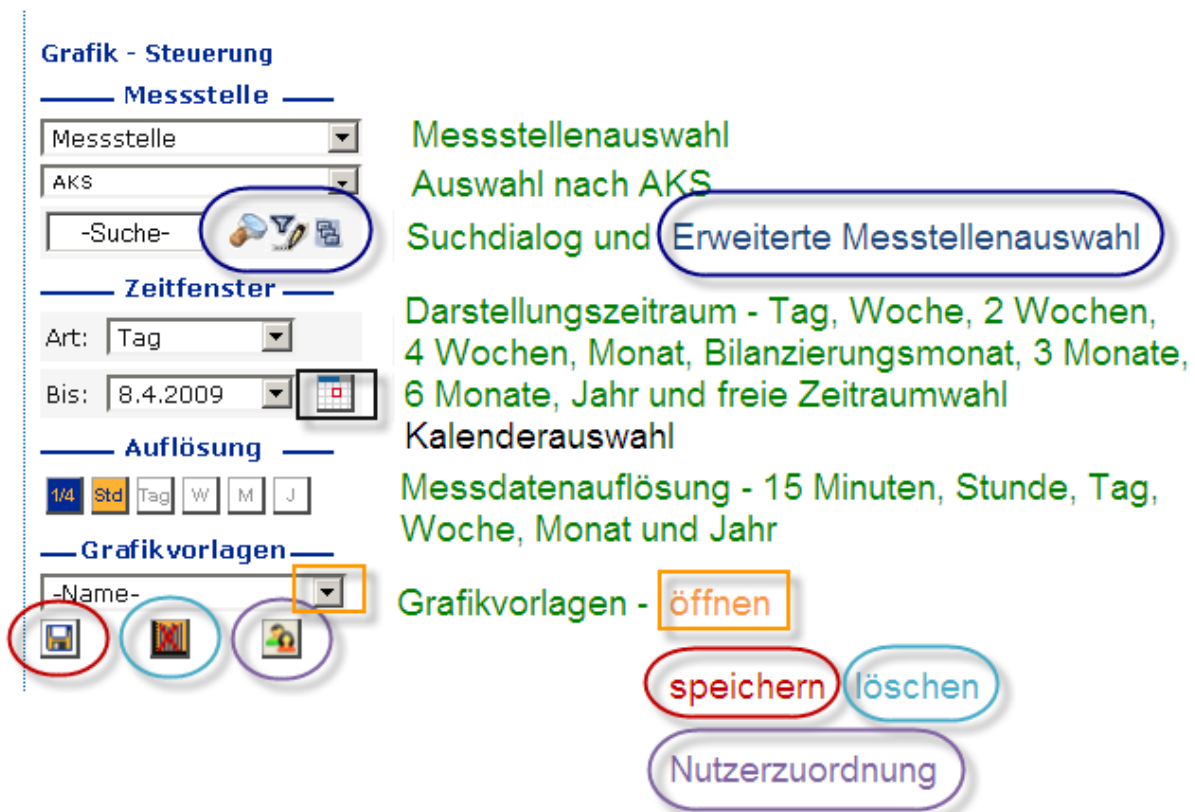 Grafik - Steuerung
Messstelle
Messstelle
Messstellenauswahl
AKS
Auswahl nach AKS
-Suche-
Suchdialog und Erweiterte Messtellenauswahl
Zeitfenster
Art: Tag
Bis: 8.4.2009
Darstellungszeitraum - Tag, Woche, 2 Wochen,
4 Wochen, Monat, Bilanzierungsmonat, 3 Monate,
6 Monate, Jahr und freie Zeitraumwahl
Kalenderauswahl
Auflösung
1/4 Std Tag W M J
Messdatenauflösung - 15 Minuten, Stunde, Tag,
Woche, Monat und Jahr
Grafikvorlagen
-Name-
Grafikvorlagen - öffnen
speichern löschen
Nutzerzuordnung